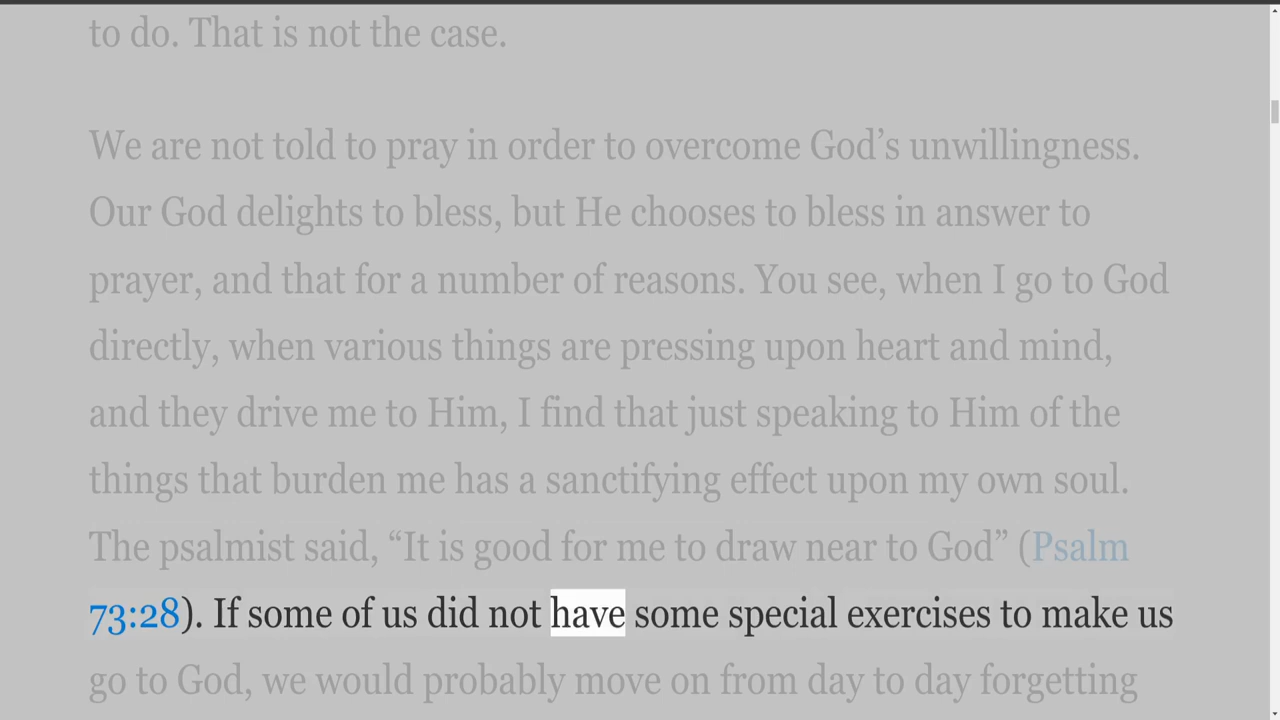 to do. That is not the case.
We are not told to pray in order to overcome God’s unwillingness.
Our God delights to bless, but He chooses to bless in answer to
prayer, and that for a number of reasons. You see, when I go to God
directly, when various things are pressing upon heart and mind,
and they drive me to Him, I find that just speaking to Him of the
things that burden me has a sanctifying effect upon my own soul.
The psalmist said, “It is good for me to draw near to God” (Psalm
73:28). If some of us did not have some special exercises to make us
go to God, we would probably move on from day to day forgetting